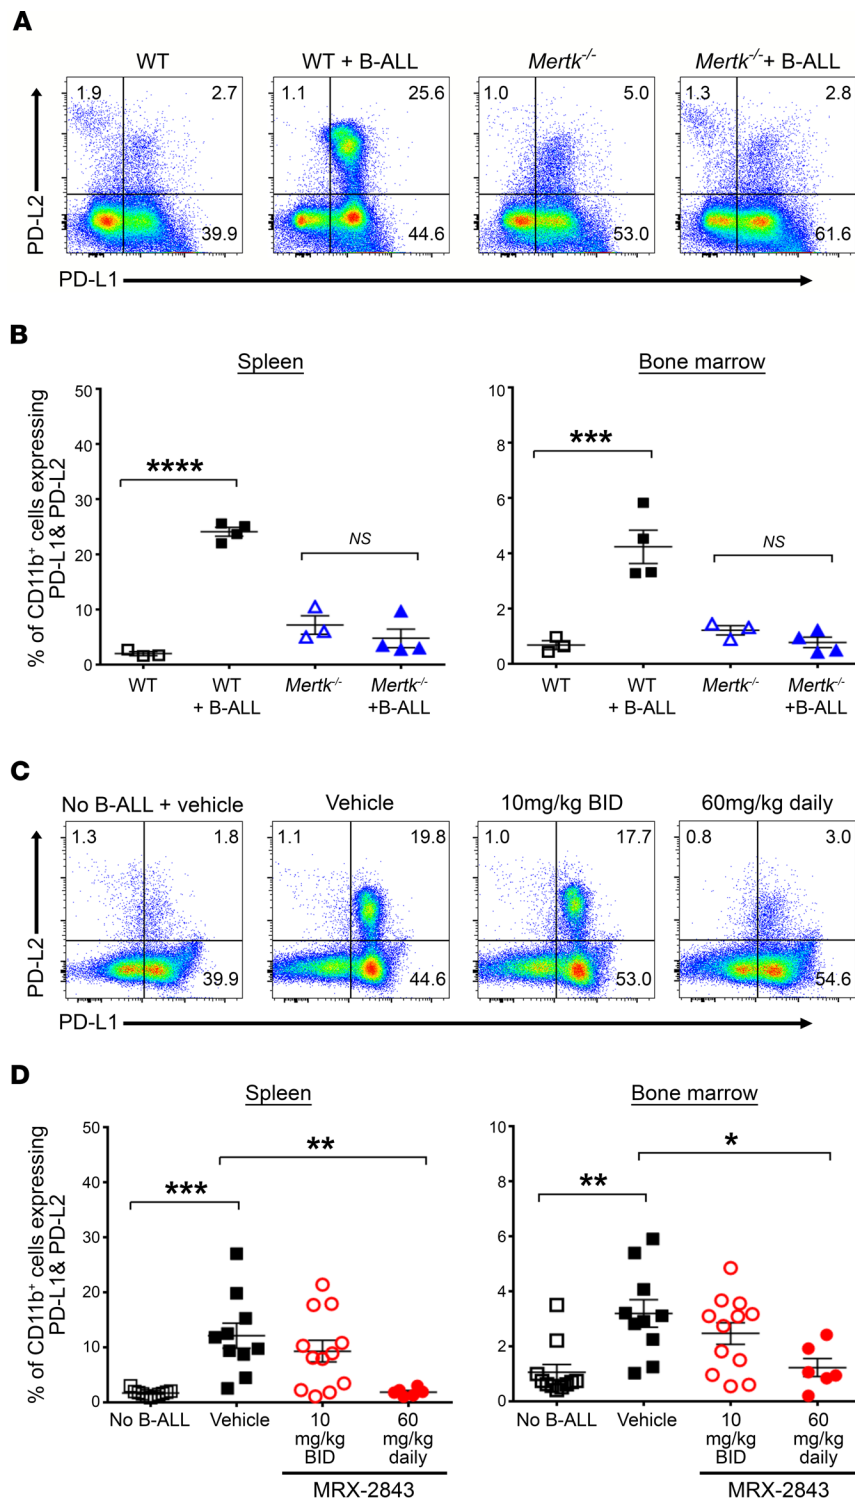 A
WT
WT + B-ALL
Mertk-/-
Mertk-/-+ B-ALL
1.9
2.7
39.9
1.1
25.6
44.6
1.0
5.0
53.0
1.3
2.8
61.6
PD-L2
PD-L1
B
Spleen
% of CD11b+ cells expressing
PD-L1& PD-L2
50
40
30
20
10
0
****
NS
WT
WT
+ B-ALL
Mertk-/-
Mertk-/-
+B-ALL
Bone marrow
10
8
6
4
2
0
***
NS
WT
WT
+ B-ALL
Mertk-/-
Mertk-/-
+B-ALL
C
No B-ALL + vehicle
Vehicle
10mg/kg BID
60mg/kg daily
1.3
1.8
39.9
1.1
19.8
44.6
1.0
17.7
53.0
0.8
3.0
54.6
PD-L2
PD-L1
D
Spleen
% of CD11b+ cells expressing
PD-L1& PD-L2
50
40
30
20
10
0
***
**
No B-ALL
Vehicle
10
mg/kg
BID
60
mg/kg
daily
MRX-2843
Bone marrow
10
8
6
4
2
0
**
*
No B-ALL
Vehicle
10
mg/kg
BID
60
mg/kg
daily
MRX-2843